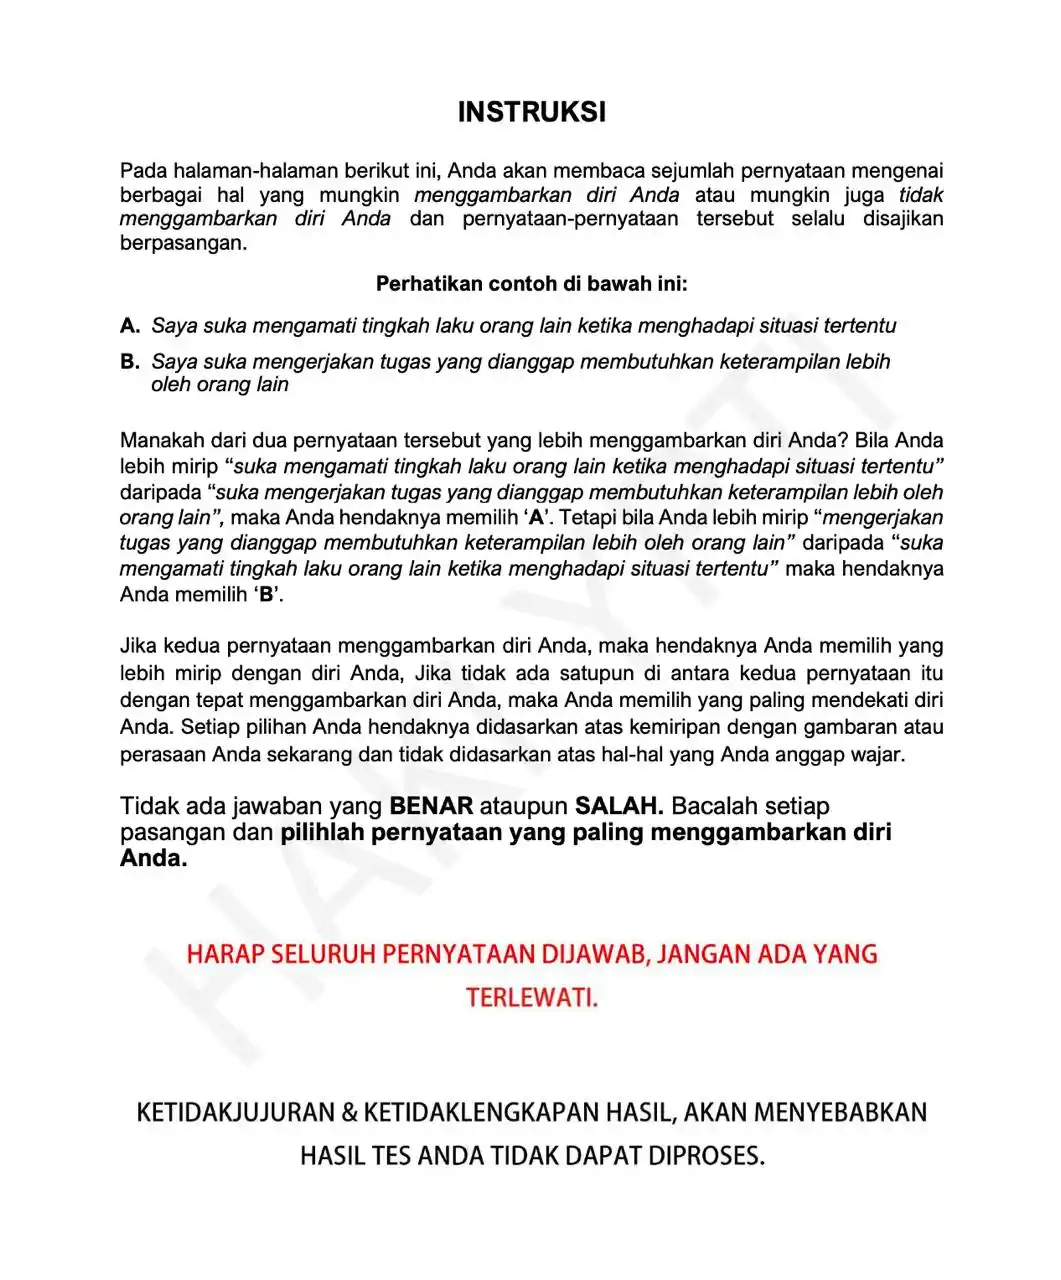 INSTRUKSI
Pada halaman-halaman berikut ini, Anda akan membaca sejumlah pernyataan mengenai
berbagai hal yang mungkin menggambarkan diri Anda atau mungkin juga tidak
menggambarkan diri Anda dan pernyataan-pernyataan tersebut selalu disajikan
berpasangan.
Perhatikan contoh di bawah ini:
A. Saya suka mengamati tingkah laku orang lain ketika menghadapi situasi tertentu
B. Saya suka mengerjakan tugas yang dianggap membutuhkan keterampilan lebih
oleh orang lain
Manakah dari dua pernyataan tersebut yang lebih menggambarkan diri Anda? Bila Anda
lebih mirip “suka mengamati tingkah laku orang lain ketika menghadapi situasi tertentu”
daripada “suka mengerjakan tugas yang dianggap membutuhkan keterampilan lebih oleh
orang lain”, maka Anda hendaknya memilih ‘A’. Tetapi bila Anda lebih mirip “mengerjakan
tugas yang dianggap membutuhkan keterampilan lebih oleh orang lain” daripada “suka
mengamati tingkah laku orang lain ketika menghadapi situasi tertentu” maka hendaknya
Anda memilih ‘B’.
Jika kedua pernyataan menggambarkan diri Anda, maka hendaknya Anda memilih yang
lebih mirip dengan diri Anda, Jika tidak ada satupun di antara kedua pernyataan itu
dengan tepat menggambarkan diri Anda, maka Anda memilih yang paling mendekati diri
Anda. Setiap pilihan Anda hendaknya didasarkan atas kemiripan dengan gambaran atau
perasaan Anda sekarang dan tidak didasarkan atas hal-hal yang Anda anggap wajar.
Tidak ada jawaban yang BENAR ataupun SALAH. Bacalah setiap
pasangan dan pilihlah pernyataan yang paling menggambarkan diri
Anda.
HARAP SELURUH PERNYATAAN DIJAWAB, JANGAN ADA YANG
TERLEWATI.
KETIDAKJUJURAN & KETIDAKLENGKAPAN HASIL, AKAN MENYEBABKAN
HASIL TES ANDA TIDAK DAPAT DIPROSES.